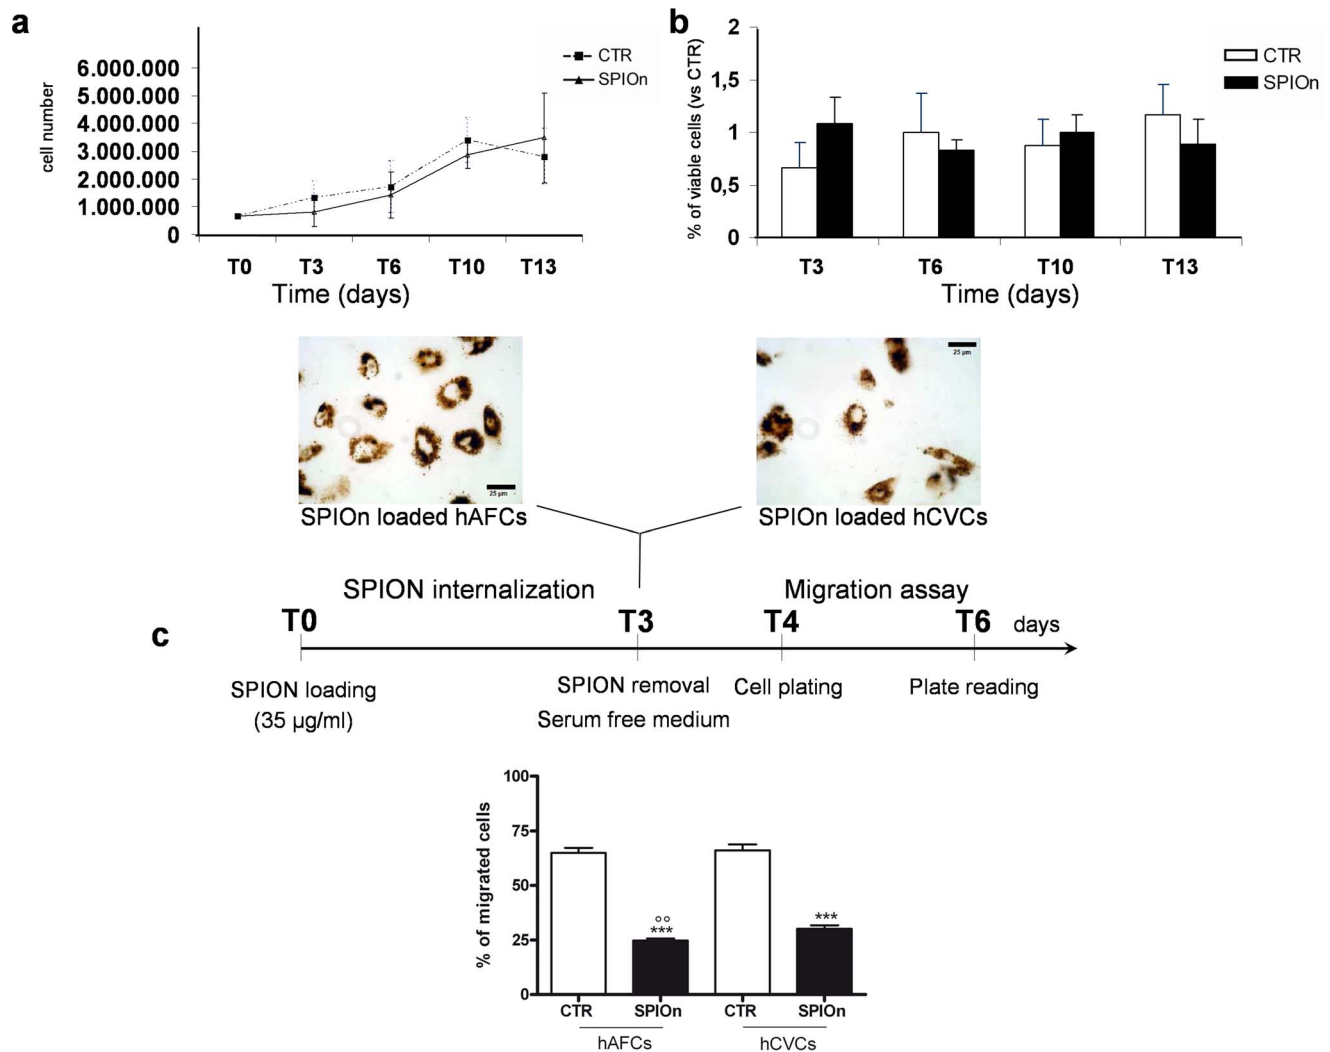 a
cell number
6.000.000
5.000.000
4.000.000
3.000.000
2.000.000
1.000.000
0
CTR
SPIOn
T0 T3 T6 T10 T13
Time (days)
b
% of viable cells (vs CTR)
2
1,5
1
0,5
0
CTR
SPIOn
T3 T6 T10 T13
Time (days)
25 µm
SPIOn loaded hAFCs
25 µm
SPIOn loaded hCVCs
c
SPION internalization Migration assay
T0 T3 T4 T6 days
SPION loading
(35 µg/ml)
SPION removal
Serum free medium
Cell plating
Plate reading
% of migrated cells
100
75
50
25
0
°°
***
***
CTR SPIOn CTR SPIOn
hAFCs hCVCs